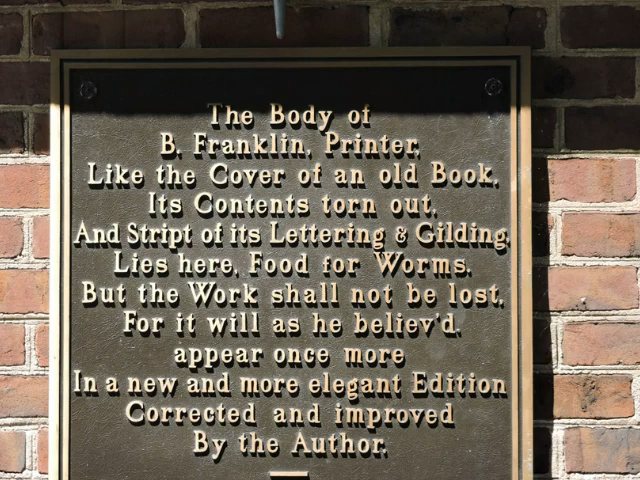 The Body of
B. Franklin, Printer,
Like the Cover of an old Book,
Its Contents torn out,
And Stript of its Lettering & Gilding,
Lies here, Food for Worms.
But the Work shall not be lost,
For it will as he believ'd
appear once more
In a new and more elegant Edition
Corrected and improved
By the Author.